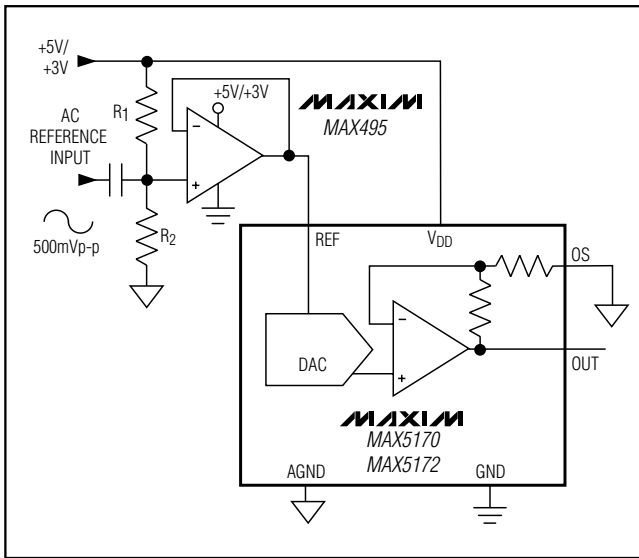 +5V/
+3V
+5V/+3V
MAXIM
MAX495
R1
AC
REFERENCE
INPUT
+
−
R2
500mVp-p
REF
VDD
OS
−
+
DAC
OUT
MAXIM
MAX5170
MAX5172
AGND
GND